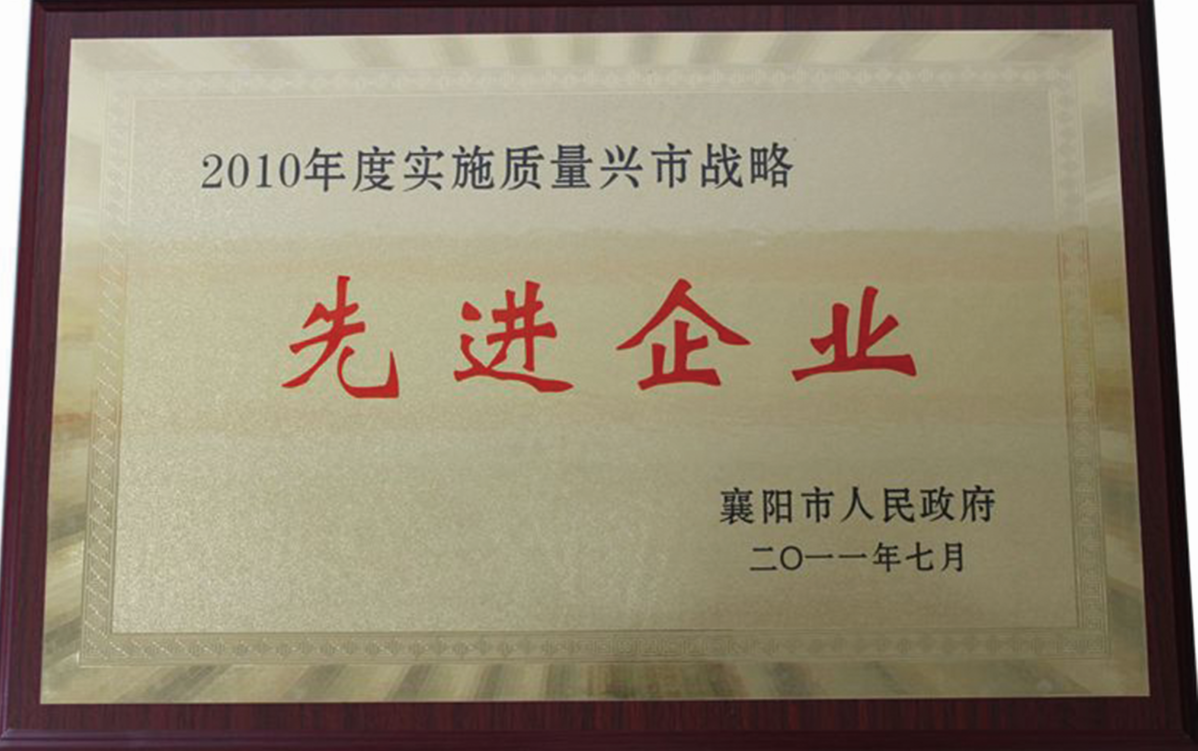 2010年度实施质量兴市战略
先进企业
襄阳市人民政府
二〇一一年七月